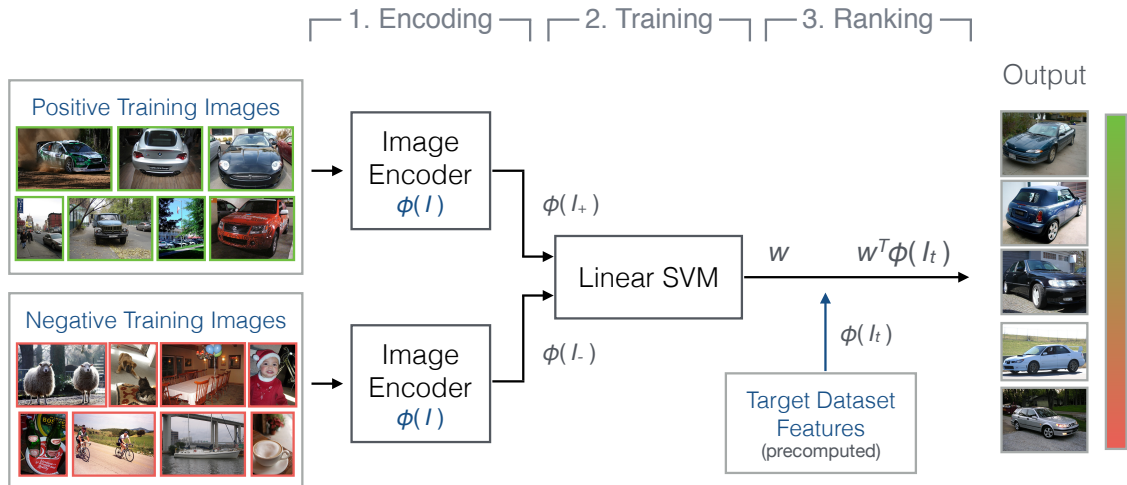 1. Encoding
2. Training
3. Ranking
Output
Positive Training Images
Image
Encoder
ϕ(I)
ϕ(I₊)
Linear SVM
w
wᵀϕ(Iₜ)
Negative Training Images
Image
Encoder
ϕ(I)
ϕ(I₋)
ϕ(Iₜ)
Target Dataset
Features
(precomputed)